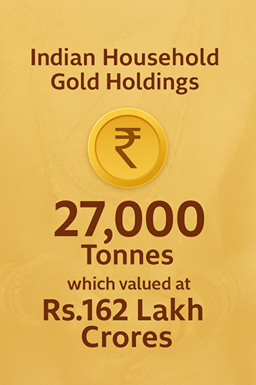 Indian Household
Gold Holdings
₹
27,000
Tonnes
which valued at
Rs.162 Lakh
Crores